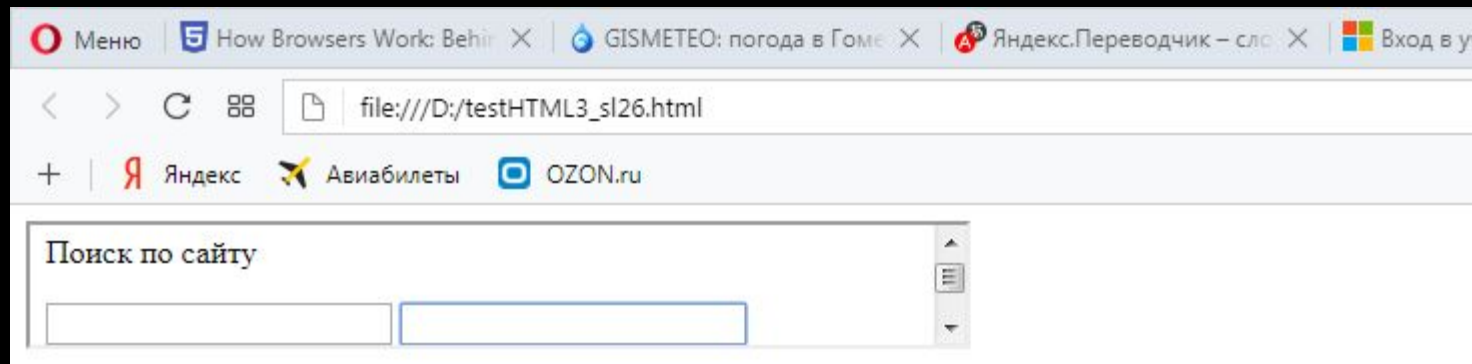 Меню How Browsers Work: Behi GISMETEO: погода в Гоме Яндекс.Переводчик – сло Вход в у
file:///D:/testHTML3_sl26.html
Я Яндекс Авиабилеты OZON.ru
Поиск по сайту